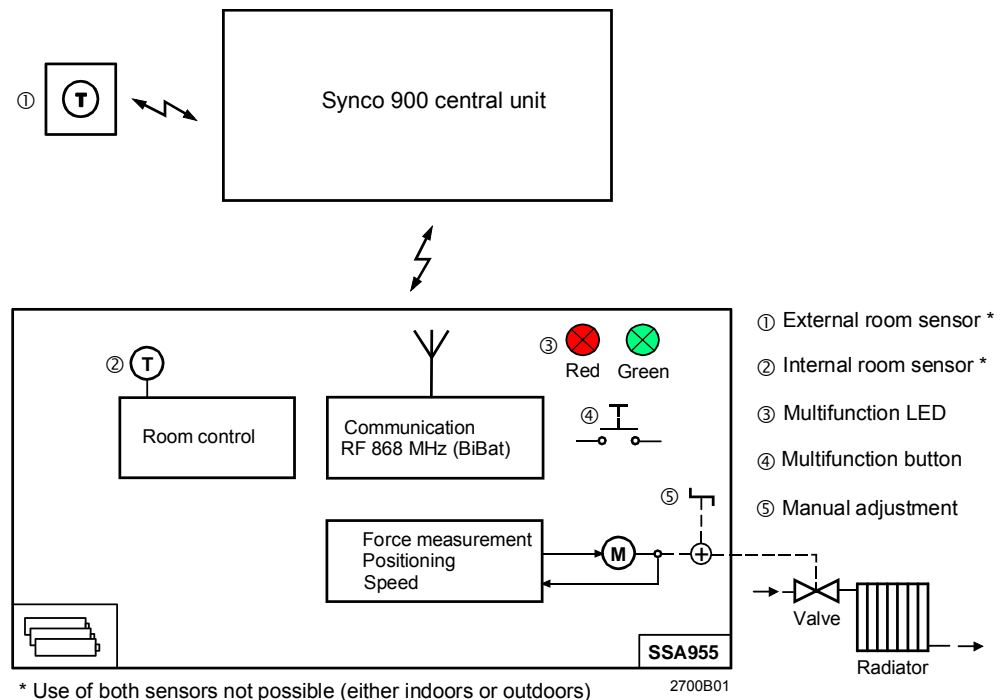 Synco 900 central unit
① T
② T
Room control
Communication
RF 868 MHz (BiBat)
③
Red Green
④
⑤
Force measurement
Positioning
Speed
M
SSA955
① External room sensor *
② Internal room sensor *
③ Multifunction LED
④ Multifunction button
⑤ Manual adjustment
Valve
Radiator
* Use of both sensors not possible (either indoors or outdoors)
2700B01